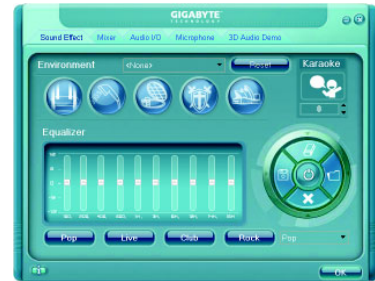 GIGABYTE
TECHNOLOGY
Sound Effect Mixer Audio I/O Microphone 3D Audio Demo
Environment <None> Reset Karaoke
0
Equalizer
Pop Live Club Rock Pop
OK